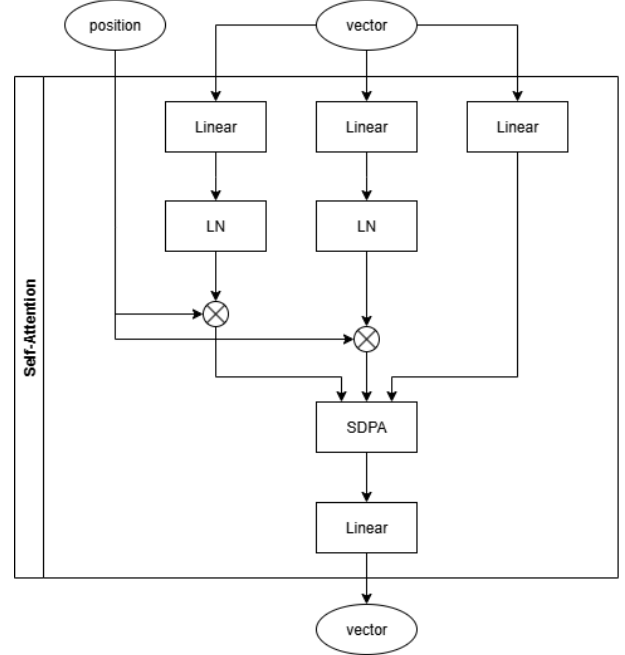 position
vector
Linear
Linear
Linear
LN
LN
Self-Attention
SDPA
Linear
vector